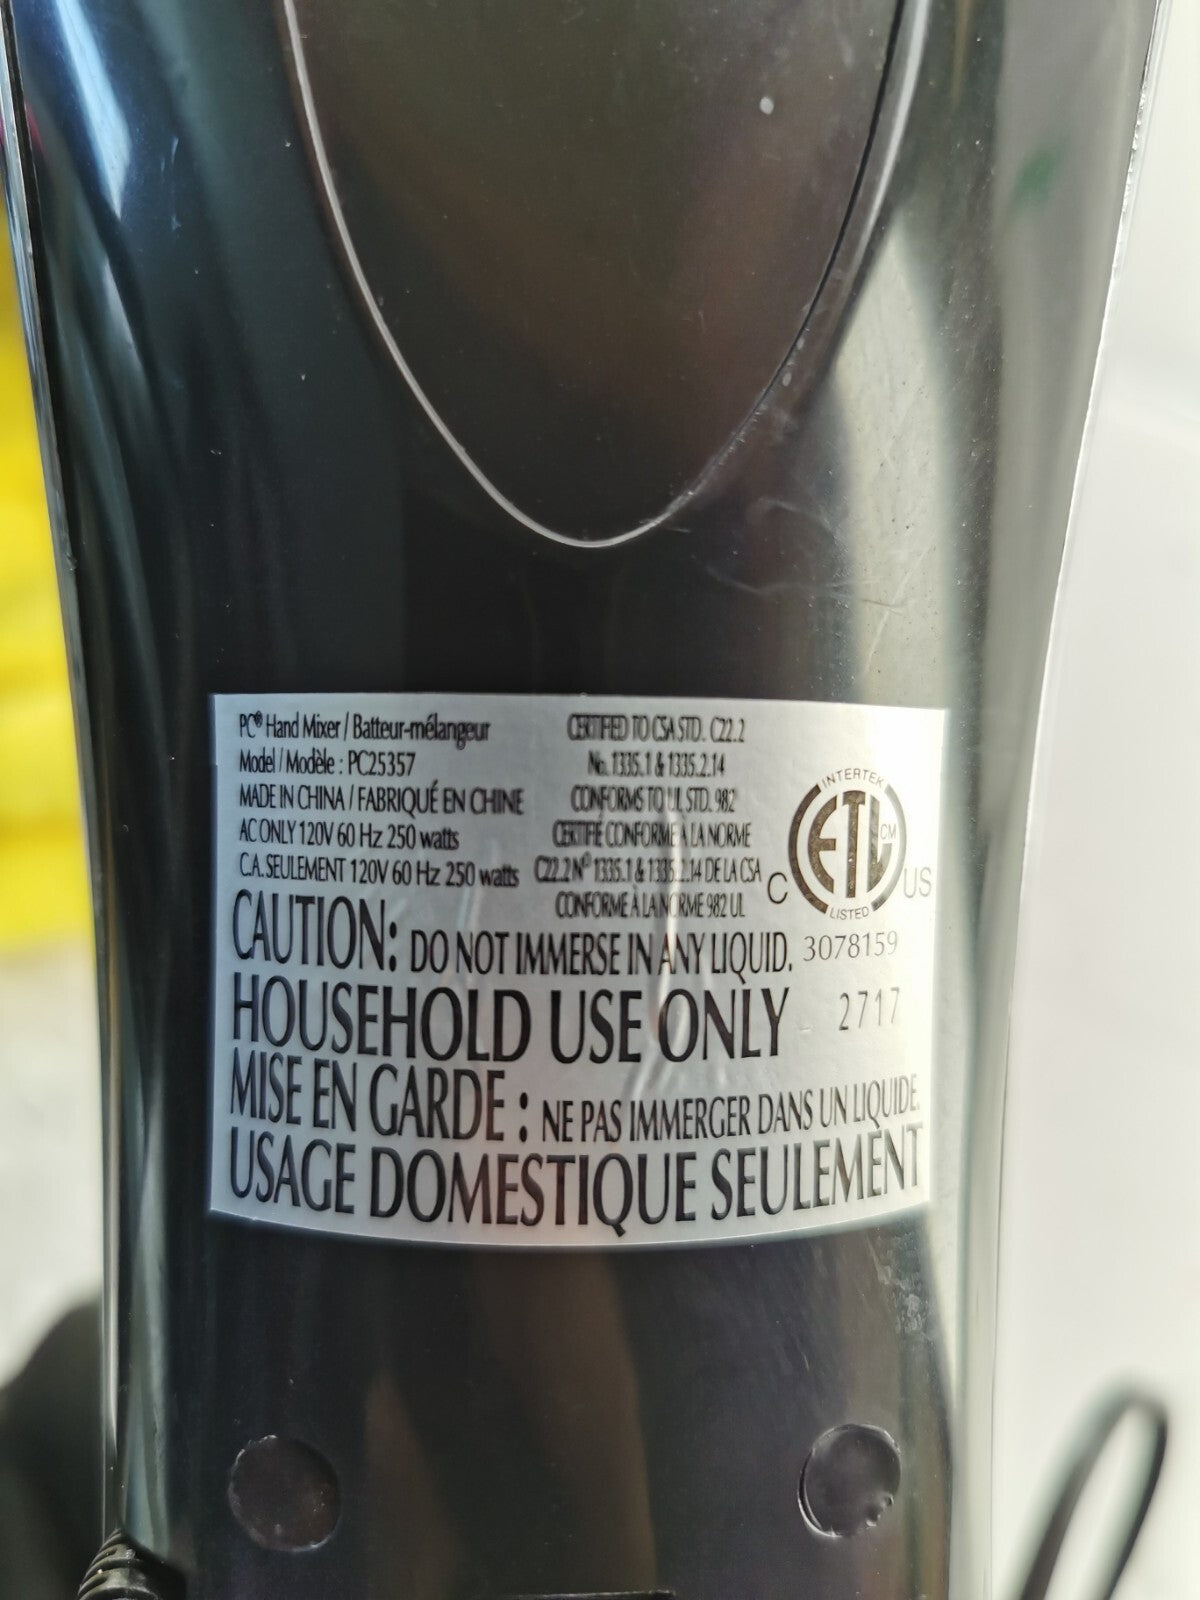 PC® Hand Mixer / Batteur-mélangeur
Model / Modèle : PC25357
MADE IN CHINA / FABRIQUÉ EN CHINE
AC ONLY 120V 60 Hz 250 watts
C.A. SEULEMENT 120V 60 Hz 250 watts
CERTIFIED TO CSA STD. C22.2
No. 1335.1 & 1335.2.14
CONFORMS TO UL STD. 982
CERTIFIÉ CONFORME À LA NORME
C22.2 N° 1335.1 & 1335.2.14 DE LA CSA
CONFORME À LA NORME 982 UL
INTERTEK
ETL CM
C US
LISTED
3078159
CAUTION: DO NOT IMMERSE IN ANY LIQUID.
HOUSEHOLD USE ONLY
2717
MISE EN GARDE : NE PAS IMMERGER DANS UN LIQUIDE.
USAGE DOMESTIQUE SEULEMENT